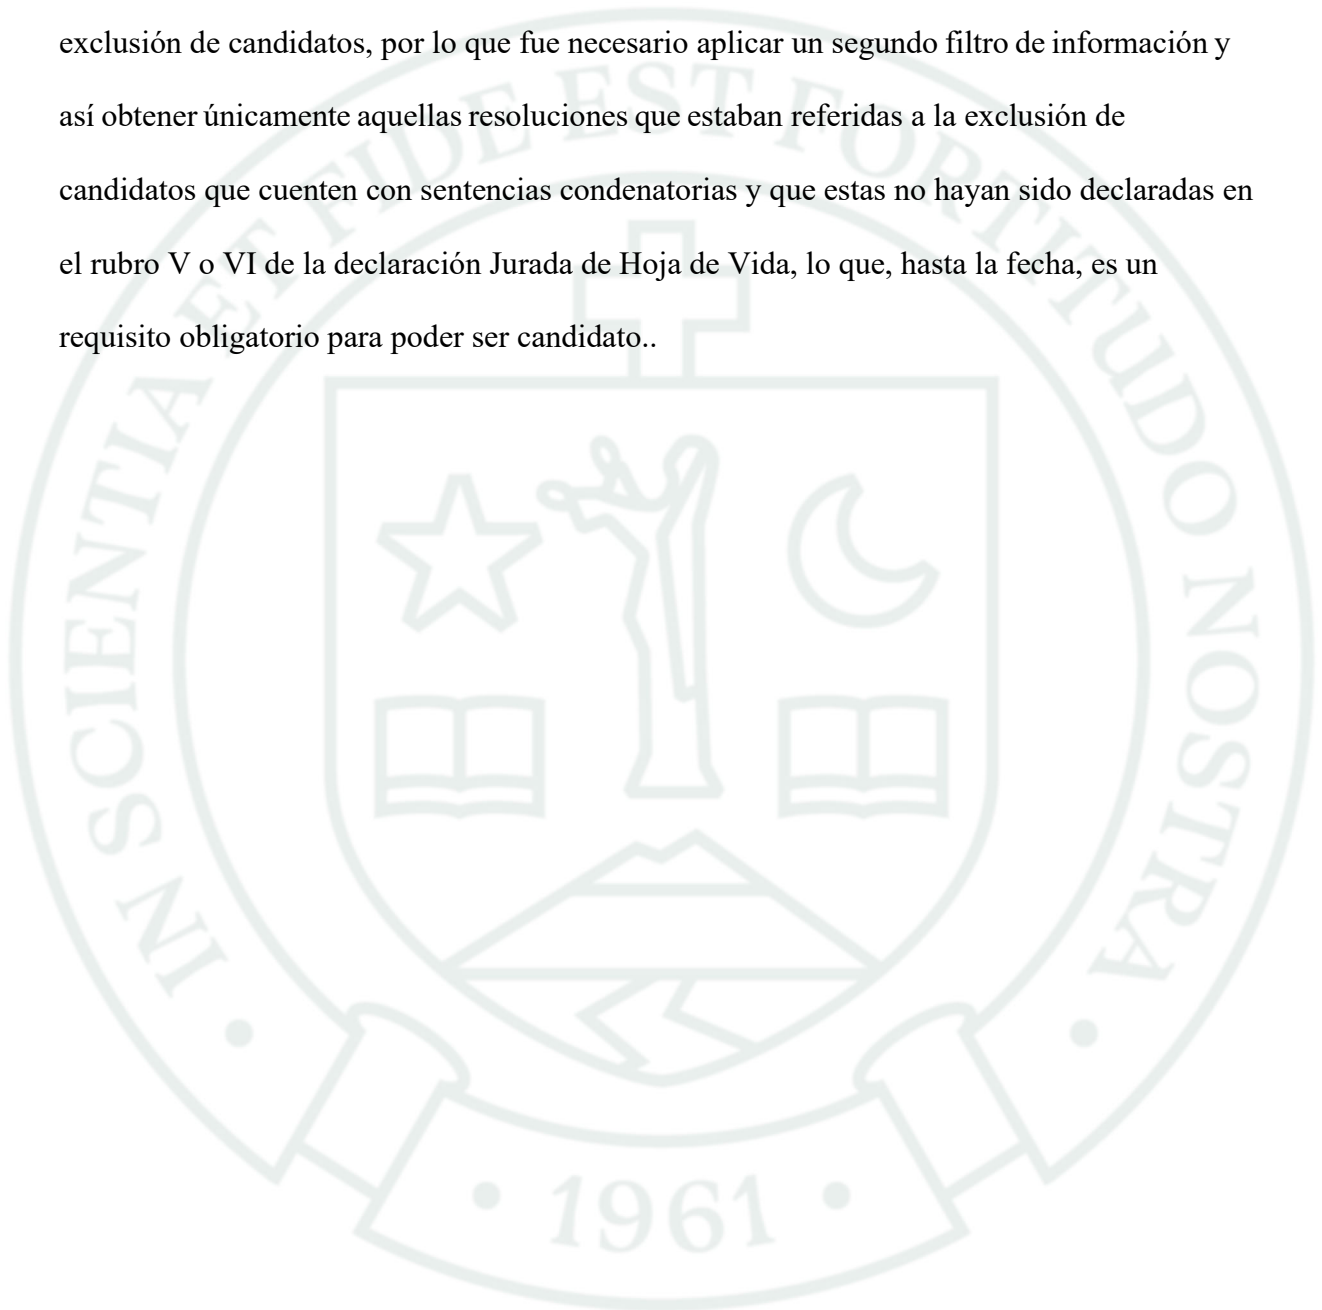 exclusión de candidatos, por lo que fue necesario aplicar un segundo filtro de información y
así obtener únicamente aquellas resoluciones que estaban referidas a la exclusión de
candidatos que cuenten con sentencias condenatorias y que estas no hayan sido declaradas en
el rubro V o VI de la declaración Jurada de Hoja de Vida, lo que, hasta la fecha, es un
requisito obligatorio para poder ser candidato..
IN SCIENTIA ET FIDE EST FORTITUDO NOSTRA
• 1961 •